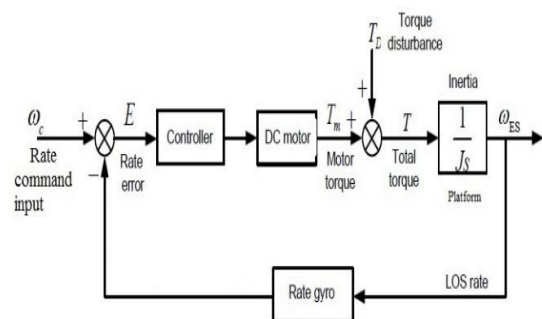 T_D Torque
disturbance
+
Inertia
ω_c + E Controller DC motor T_m + T 1 ω_ES
Js
Rate
command
input
−
Rate
error
Motor
torque
Total
torque
Platform
Rate gyro
LOS rate